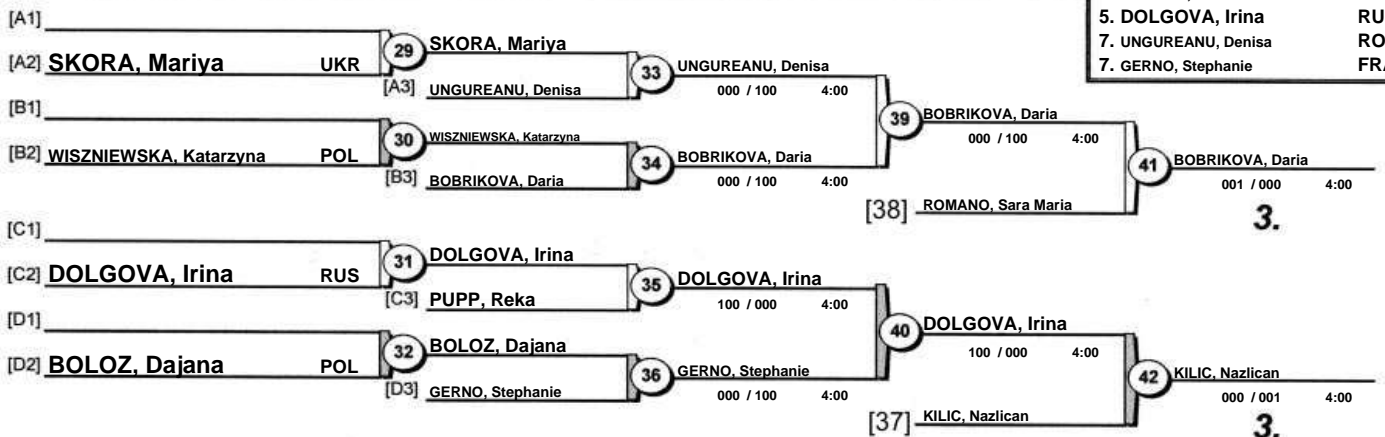 5. DOLGOVA, Irina RU
7. UNGUREANU, Denisa RO
7. GERNO, Stephanie FRA
[A1]
[A2] SKORA, Mariya UKR
29
SKORA, Mariya
[A3] UNGUREANU, Denisa
33
UNGUREANU, Denisa
000 / 100 4:00
[B1]
[B2] WISZNIEWSKA, Katarzyna POL
30
WISZNIEWSKA, Katarzyna
[B3] BOBRIKOVA, Daria
34
BOBRIKOVA, Daria
000 / 100 4:00
39
BOBRIKOVA, Daria
000 / 100 4:00
[38] ROMANO, Sara Maria
41
BOBRIKOVA, Daria
001 / 000 4:00
3.
[C1]
[C2] DOLGOVA, Irina RUS
31
DOLGOVA, Irina
[C3] PUPP, Reka
35
DOLGOVA, Irina
100 / 000 4:00
[D1]
[D2] BOLOZ, Dajana POL
32
BOLOZ, Dajana
[D3] GERNO, Stephanie
36
GERNO, Stephanie
000 / 100 4:00
40
DOLGOVA, Irina
100 / 000 4:00
[37] KILIC, Nazlican
42
KILIC, Nazlican
000 / 001 4:00
3.